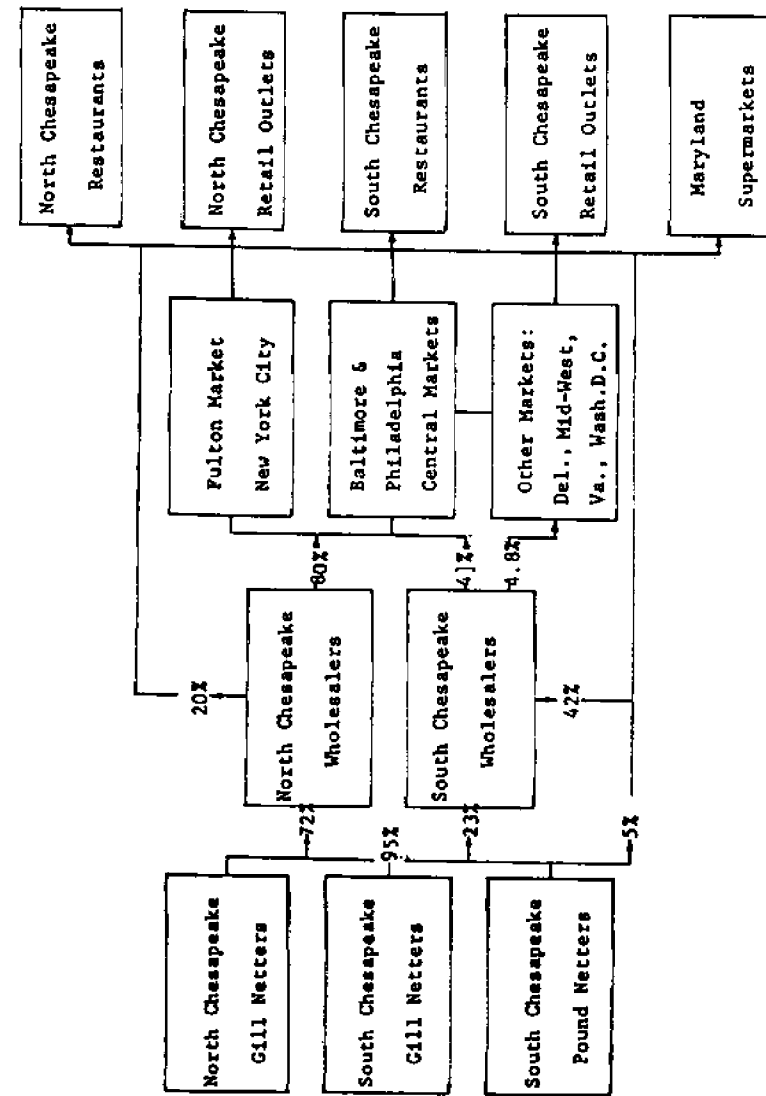 North Chesapeake
Restaurants
North Chesapeake
Retail Outlets
South Chesapeake
Restaurants
South Chesapeake
Retail Outlets
Maryland
Supermarkets
Fulton Market
New York City
Baltimore &
Philadelphia
Central Markets
Other Markets:
Del., Mid-West,
Va., Wash.D.C.
80%
41%
4.8%
20%
North Chesapeake
Wholesalers
South Chesapeake
Wholesalers
42%
72%
95%
23%
5%
North Chesapeake
Gill Netters
South Chesapeake
Gill Netters
South Chesapeake
Pound Netters